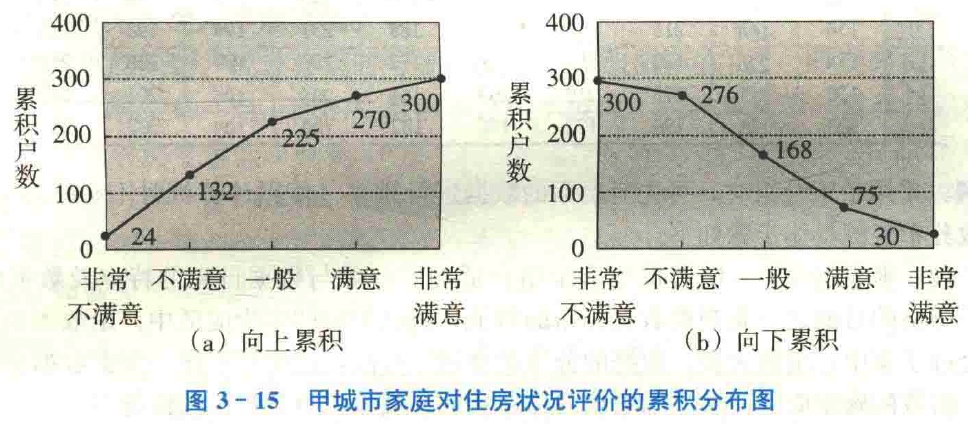 400
300
200
100
0
累积户数
24
132
225
270
300
非常不满意
不满意
一般
满意
非常满意
(a) 向上累积
400
300
200
100
0
累积户数
300
276
168
75
30
非常不满意
不满意
一般
满意
非常满意
(b) 向下累积
图 3-15 甲城市家庭对住房状况评价的累积分布图